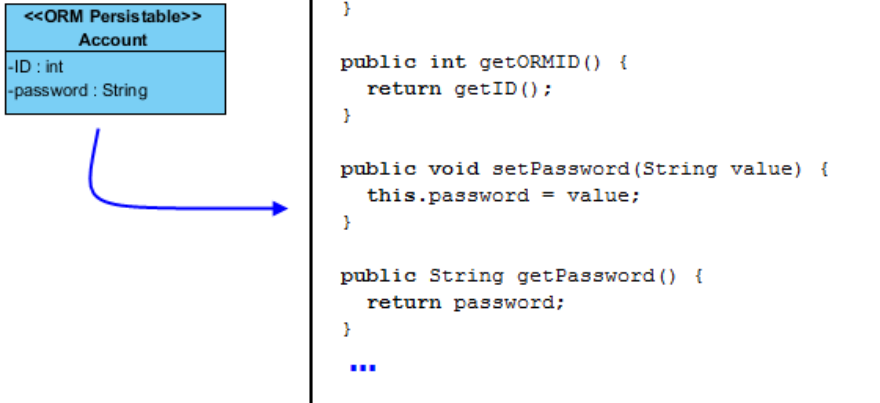 <<ORM Persistable>>
Account
-ID : int
-password : String
}
public int getORMID() {
return getID();
}
public void setPassword(String value) {
this.password = value;
}
public String getPassword() {
return password;
}
...